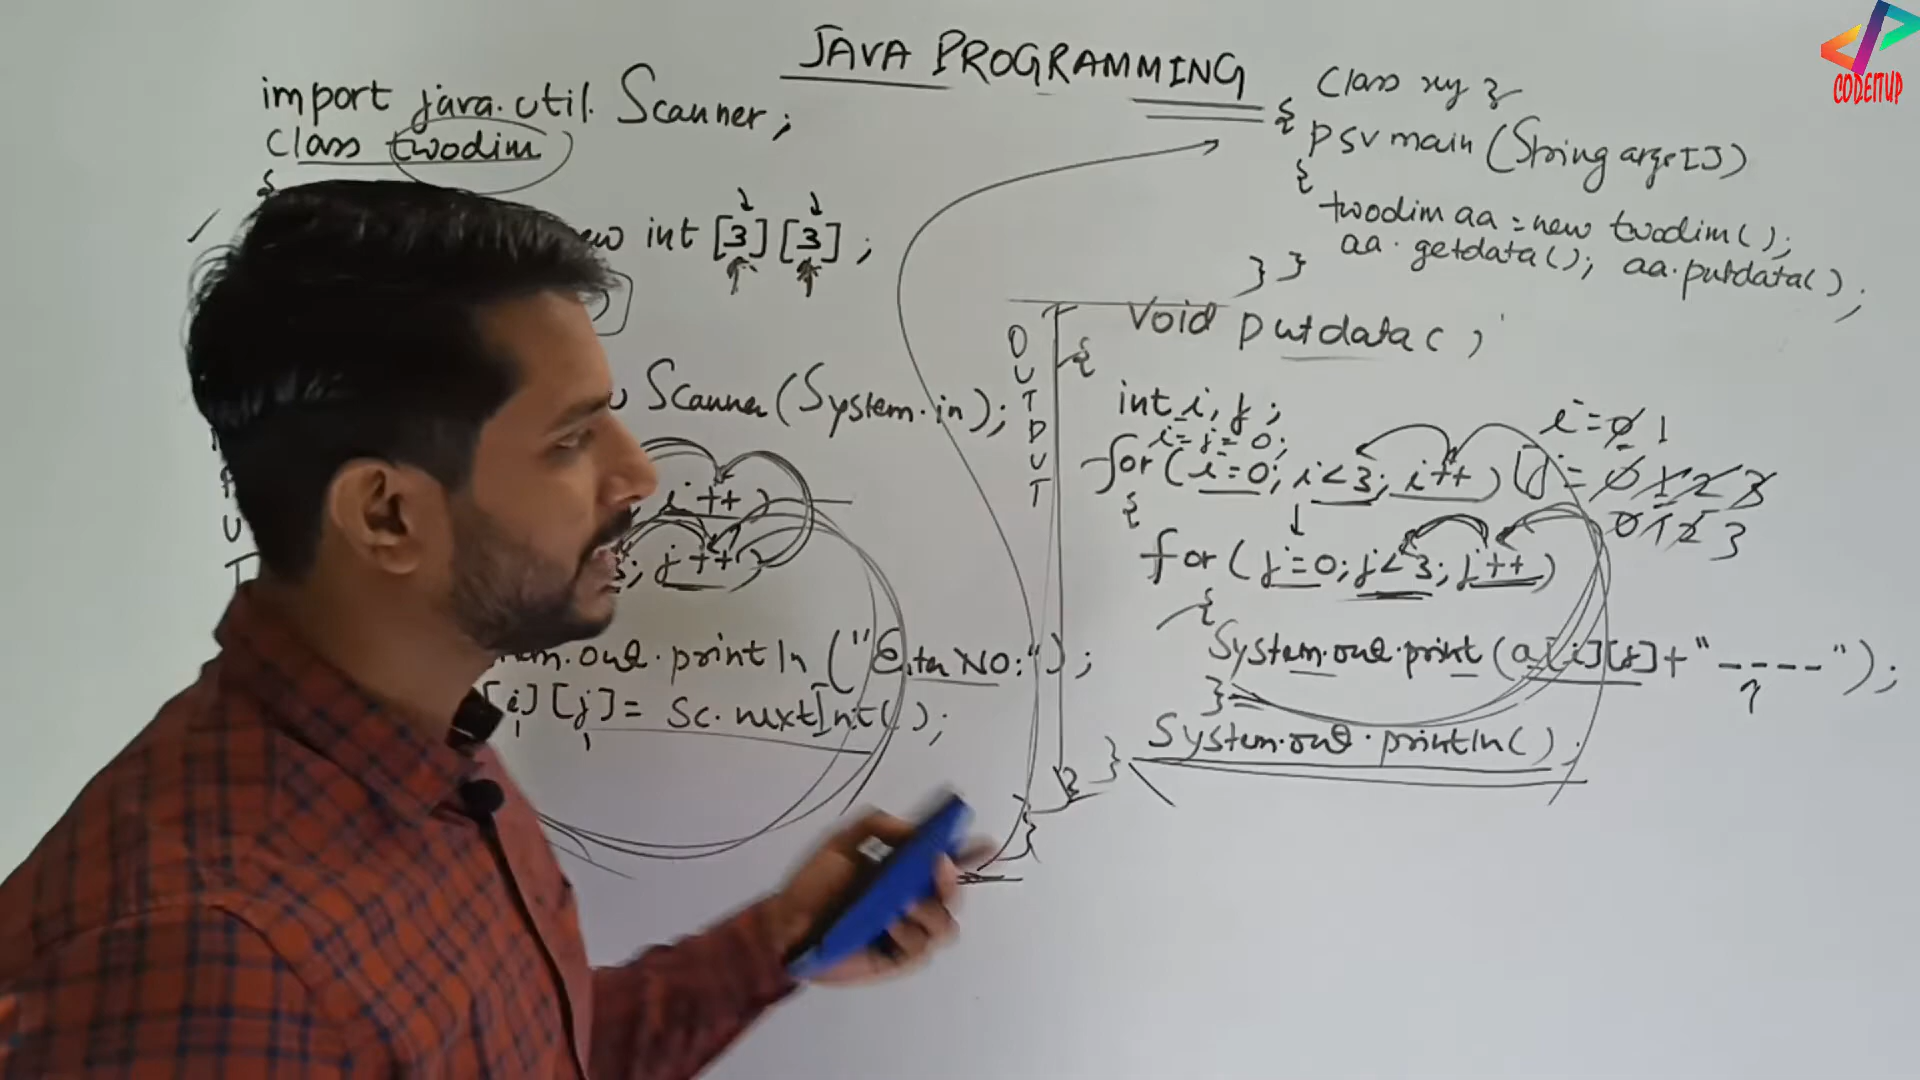 JAVA PROGRAMMING
CODEITUP
import java.util.Scanner;
class twodim
{
new int [3][3];
Scanner(System.in);
i++)
j++)
System.out.println("Enter NO:");
[i][j]= sc.nextInt();
}
Class xy }
{ psvmain(String args[])
{
twodim aa = new twodim();
aa.getdata(); aa.putdata();
} }
OUTPUT
void putdata()
{
int i, j;
i=j=0;
for(i=0; i<3; i++)
{
for(j=0; j<3; j++)
{
System.out.print(a[i][j]+"-----");
}
System.out.println();
} }
i=0 1
j=0 1 2 3
0 1 2 3